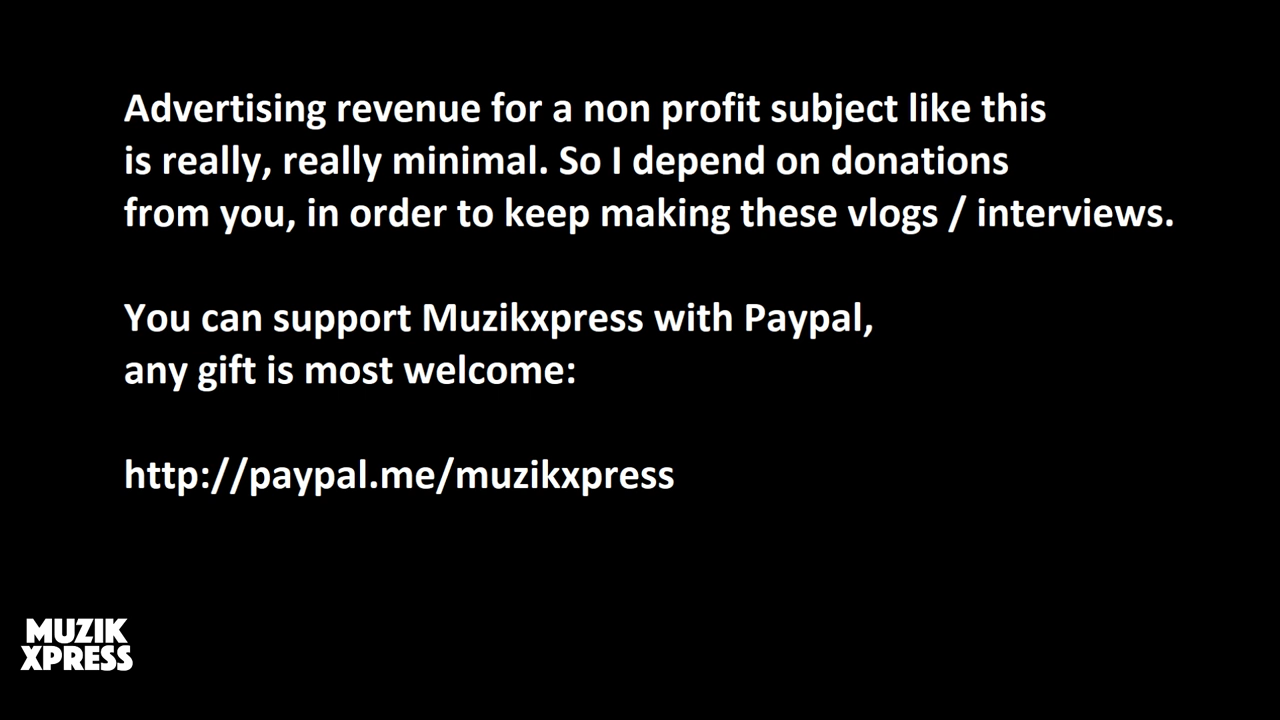 Advertising revenue for a non profit subject like this
is really, really minimal. So I depend on donations
from you, in order to keep making these vlogs / interviews.
You can support Muzikxpress with Paypal,
any gift is most welcome:
http://paypal.me/muzikxpress
MUZIK
XPRESS